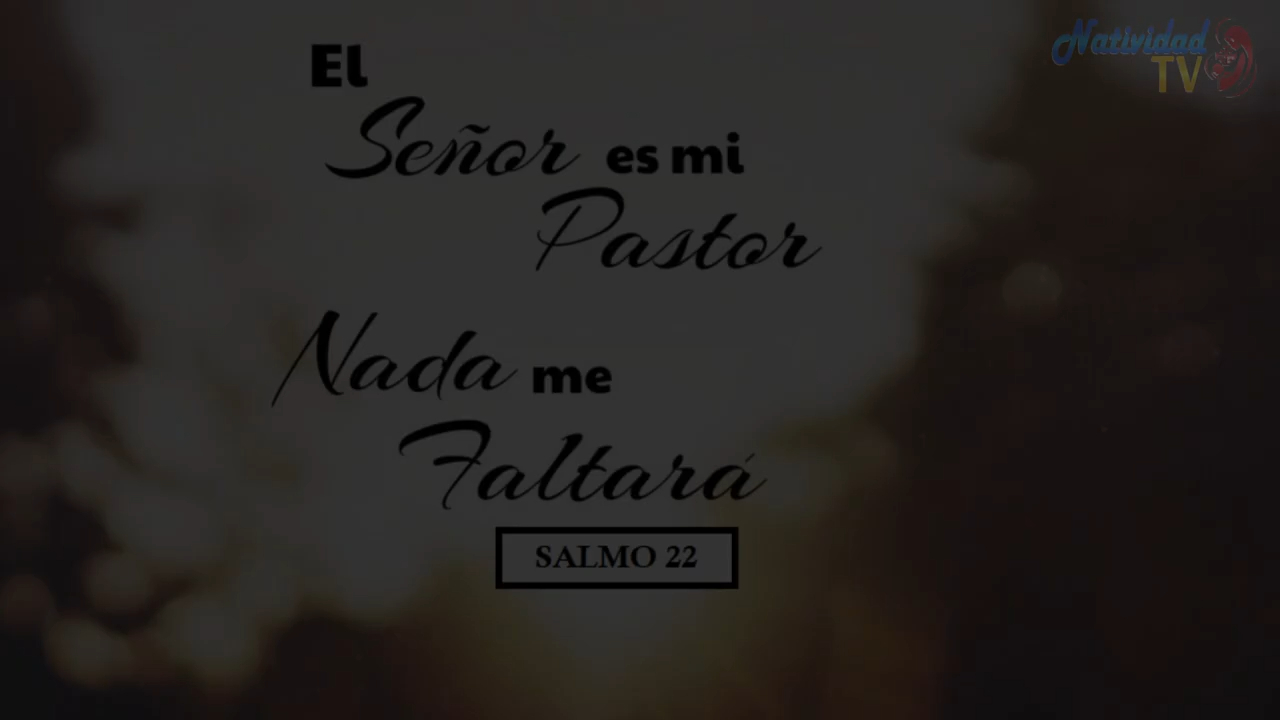 Natividad
TV
El
Señor es mi
Pastor
Nada me
Faltará
SALMO 22